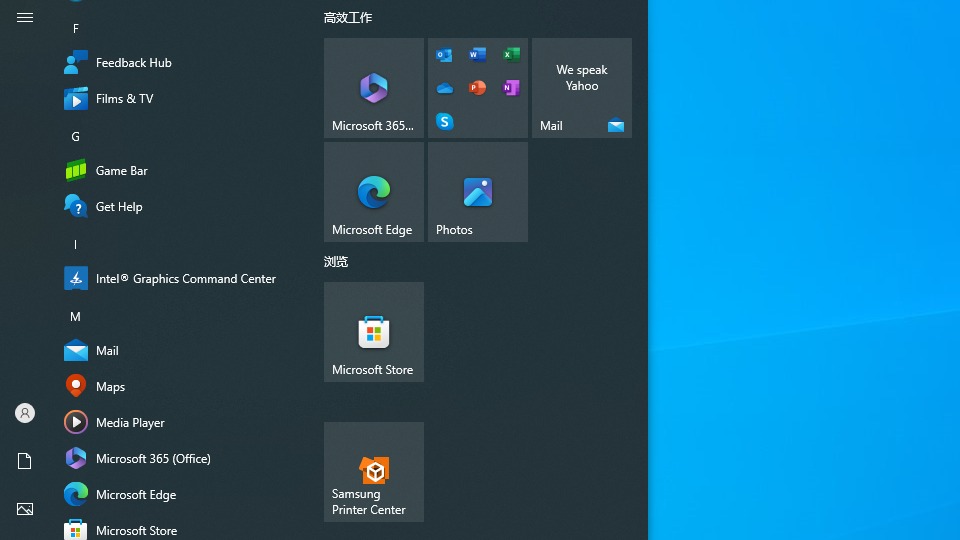 F
Feedback Hub
Films & TV
G
Game Bar
Get Help
I
Intel® Graphics Command Center
M
Mail
Maps
Media Player
Microsoft 365 (Office)
Microsoft Edge
Microsoft Store
高效工作
Microsoft 365...
We speak
Yahoo
Mail
Microsoft Edge
Photos
浏览
Microsoft Store
Samsung
Printer Center